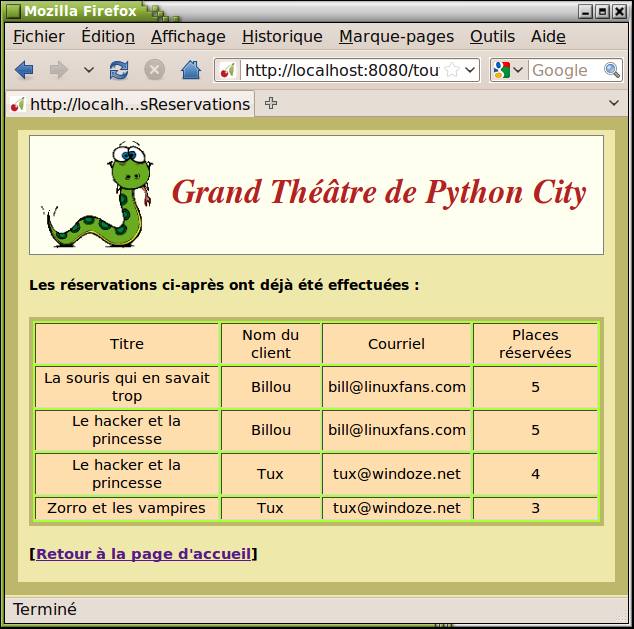 Mozilla Firefox
Fichier Édition Affichage Historique Marque-pages Outils Aide
http://localhost:8080/tou Google
http://localh...sReservations
Grand Théâtre de Python City
Les réservations ci-après ont déjà été effectuées :
Titre Nom du client Courriel Places réservées
La souris qui en savait trop Billou bill@linuxfans.com 5
Le hacker et la princesse Billou bill@linuxfans.com 5
Le hacker et la princesse Tux tux@windoze.net 4
Zorro et les vampires Tux tux@windoze.net 3
[Retour à la page d'accueil]
Terminé